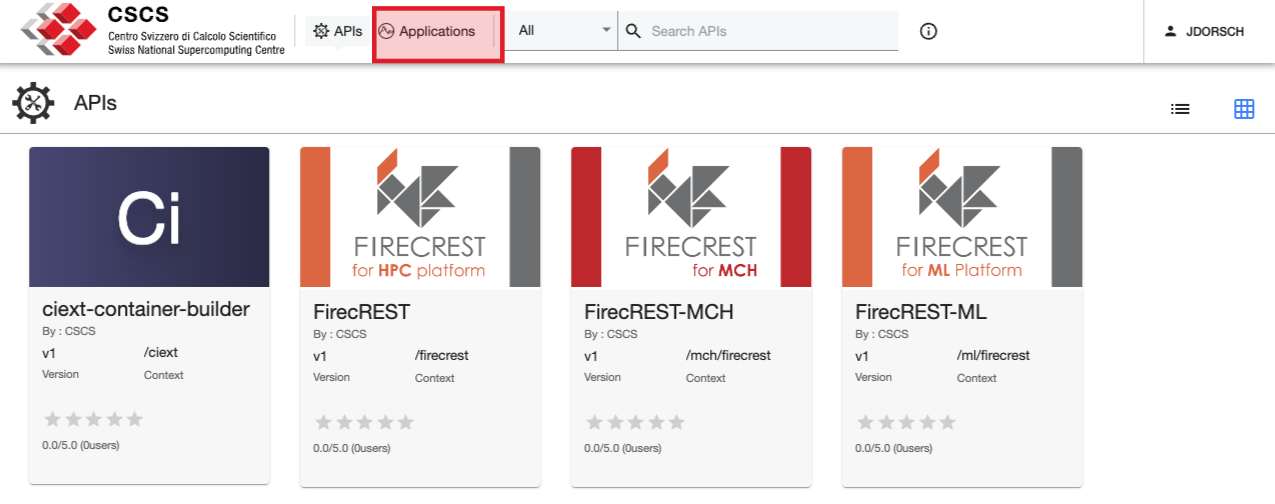 CSCS
Centro Svizzero di Calcolo Scientifico
Swiss National Supercomputing Centre
APIs
Applications
All
Search APIs
JDORSCH
APIs
Ci
ciext-container-builder
By : CSCS
v1 /ciext
Version Context
0.0/5.0 (0users)
FIRECREST
for HPC platform
FirecREST
By : CSCS
v1 /firecrest
Version Context
0.0/5.0 (0users)
FIRECREST
for MCH
FirecREST-MCH
By : CSCS
v1 /mch/firecrest
Version Context
0.0/5.0 (0users)
FIRECREST
for ML Platform
FirecREST-ML
By : CSCS
v1 /ml/firecrest
Version Context
0.0/5.0 (0users)